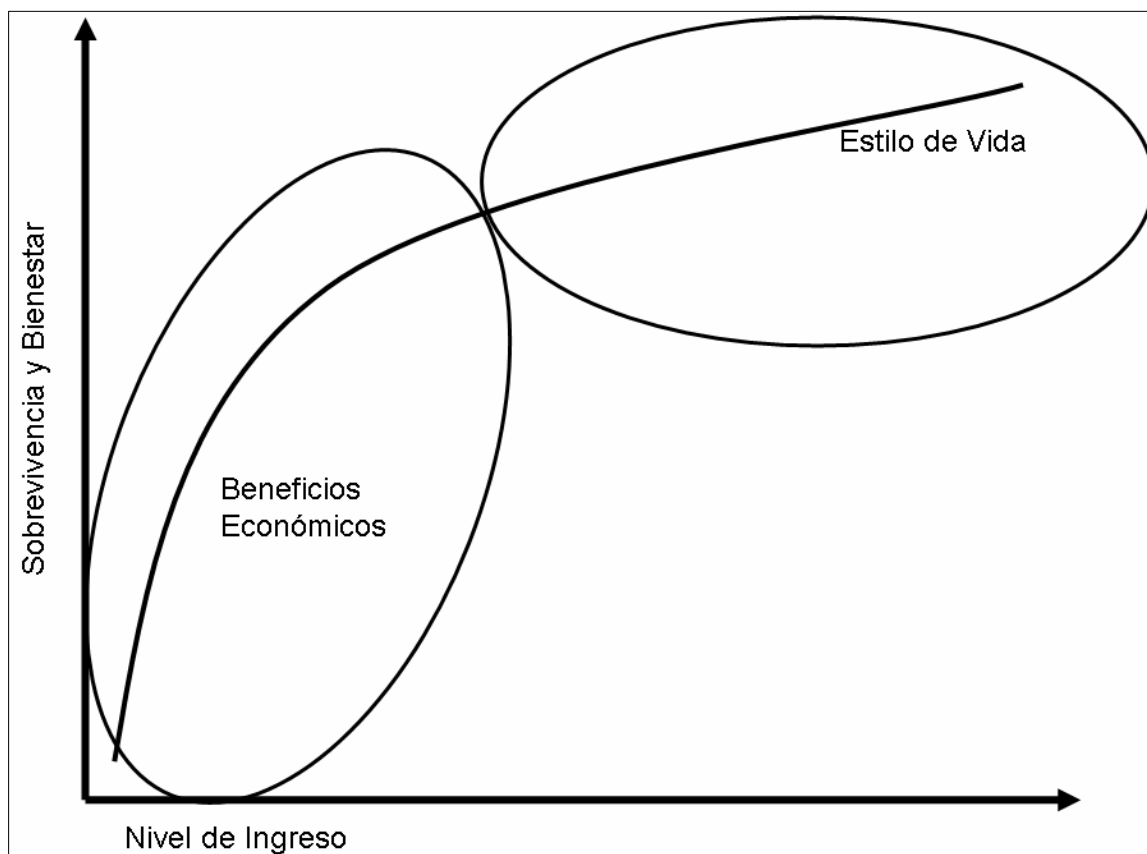 Estilo de Vida
Sobrevivencia y Bienestar
Beneficios
Económicos
Nivel de Ingreso